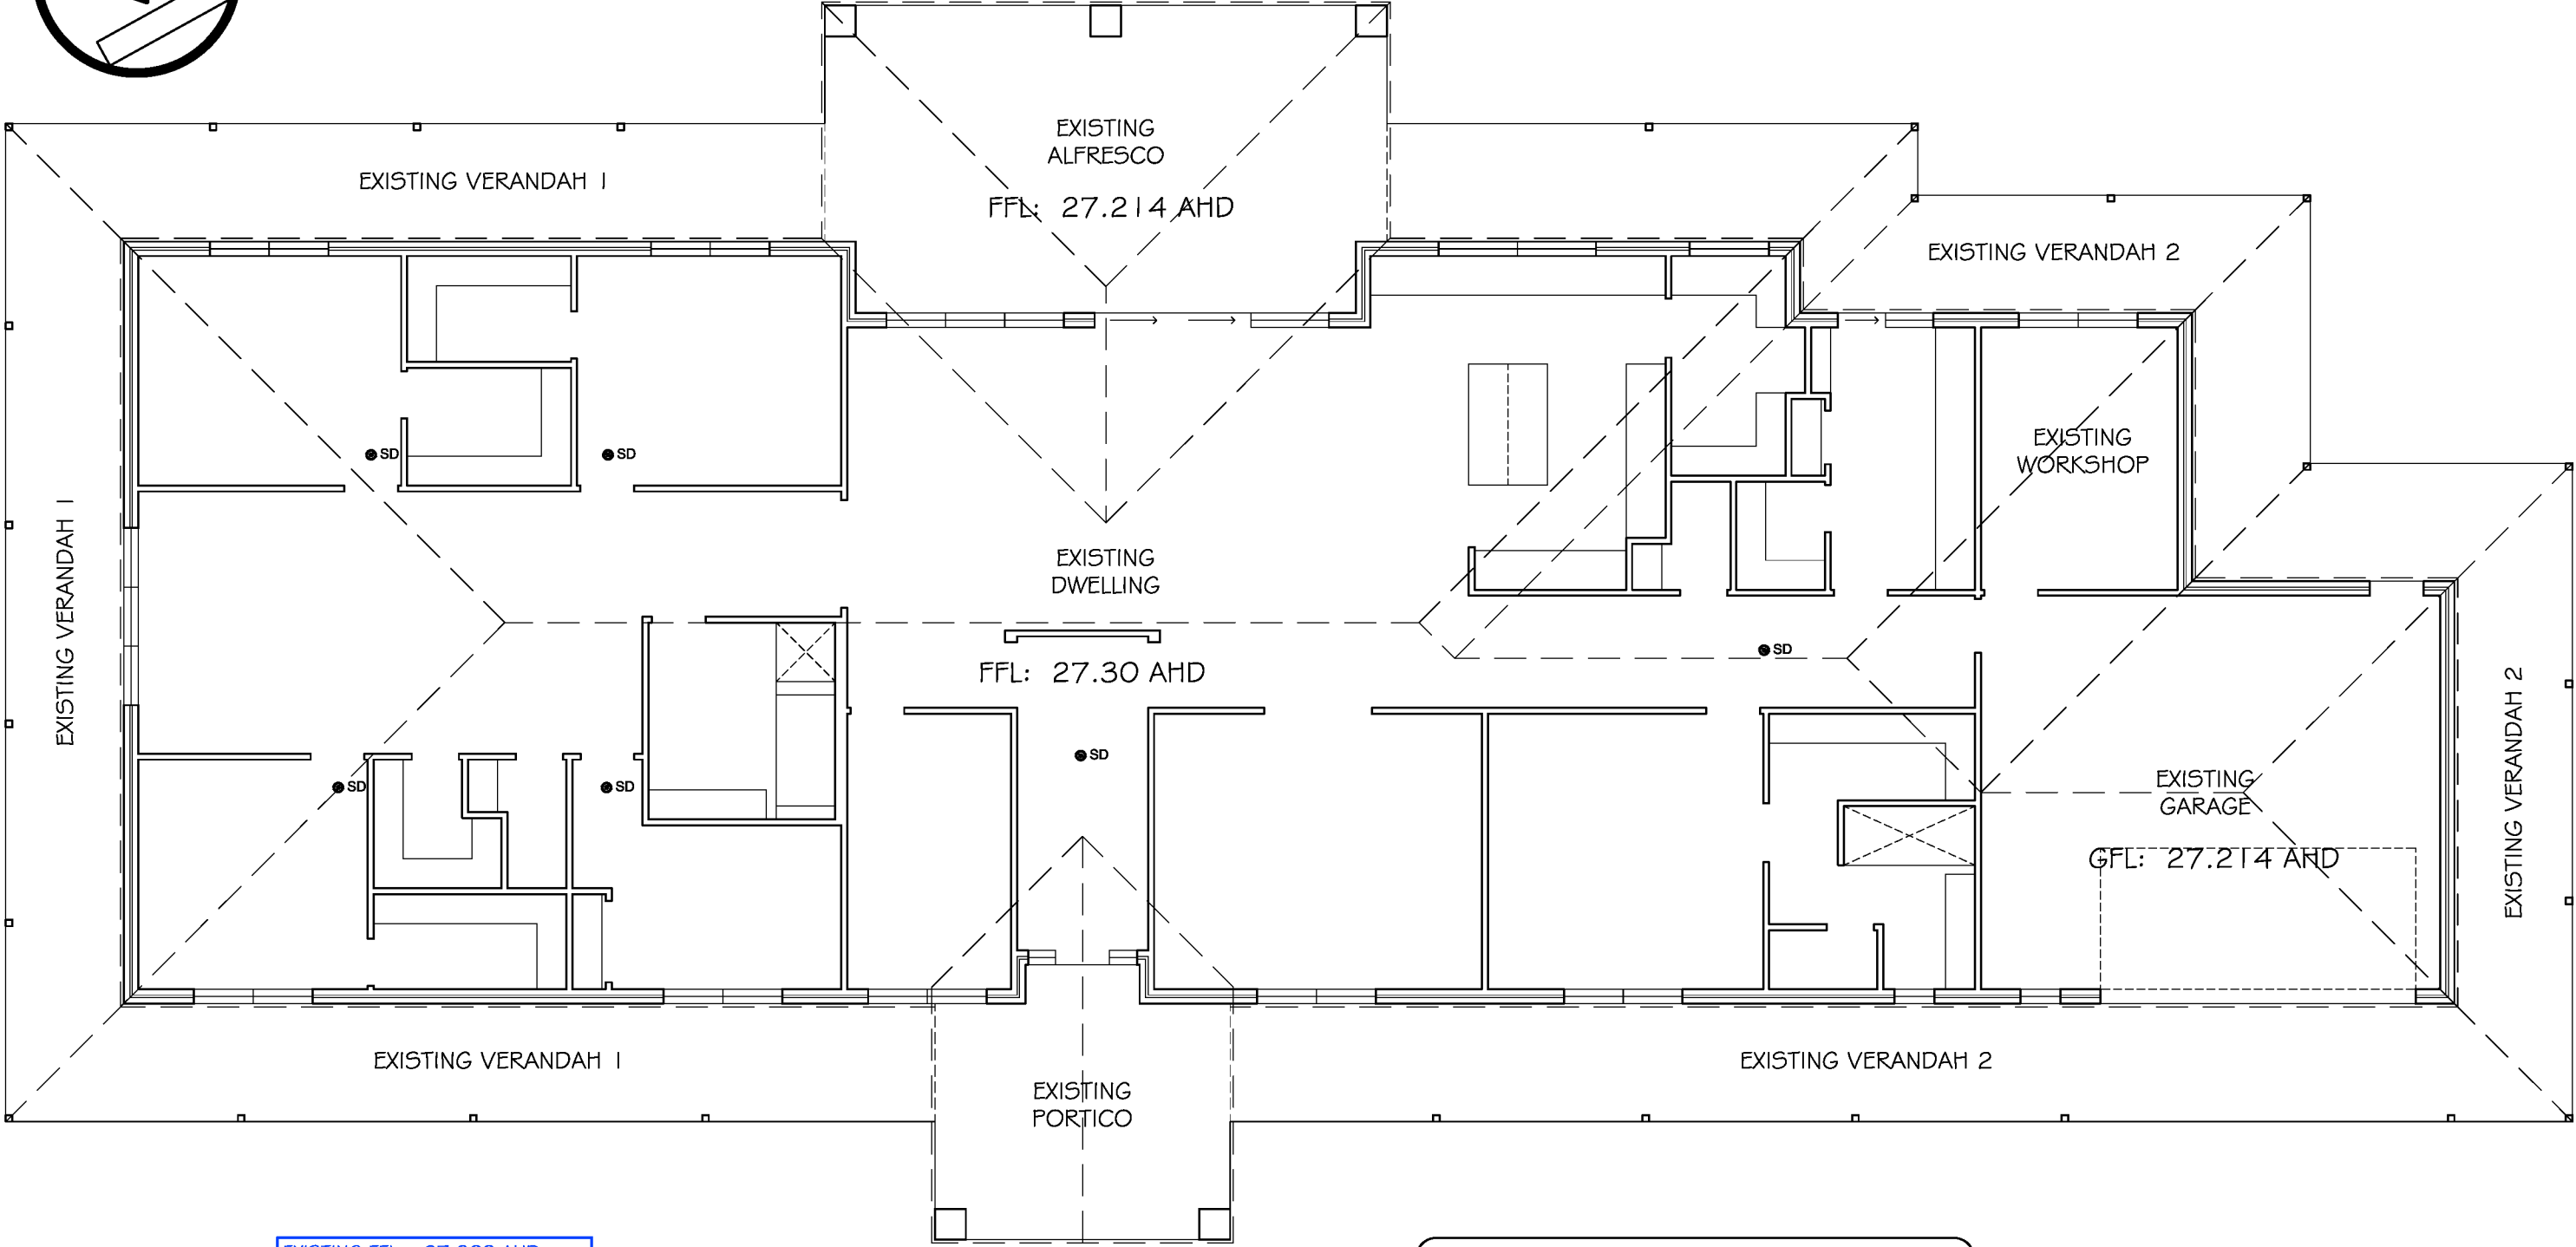 EXISTING
ALFRESCO
EXISTING VERANDAH 1
FFL: 27.214 AHD
EXISTING VERANDAH 2
EXISTING
WORKSHOP
SD
SD
EXISTING VERANDAH 1
EXISTING
DWELLING
SD
FFL: 27.30 AHD
SD
SD
SD
EXISTING
GARAGE
GFL: 27.214 AHD
EXISTING VERANDAH 2
EXISTING VERANDAH 1
EXISTING VERANDAH 2
EXISTING
PORTICO